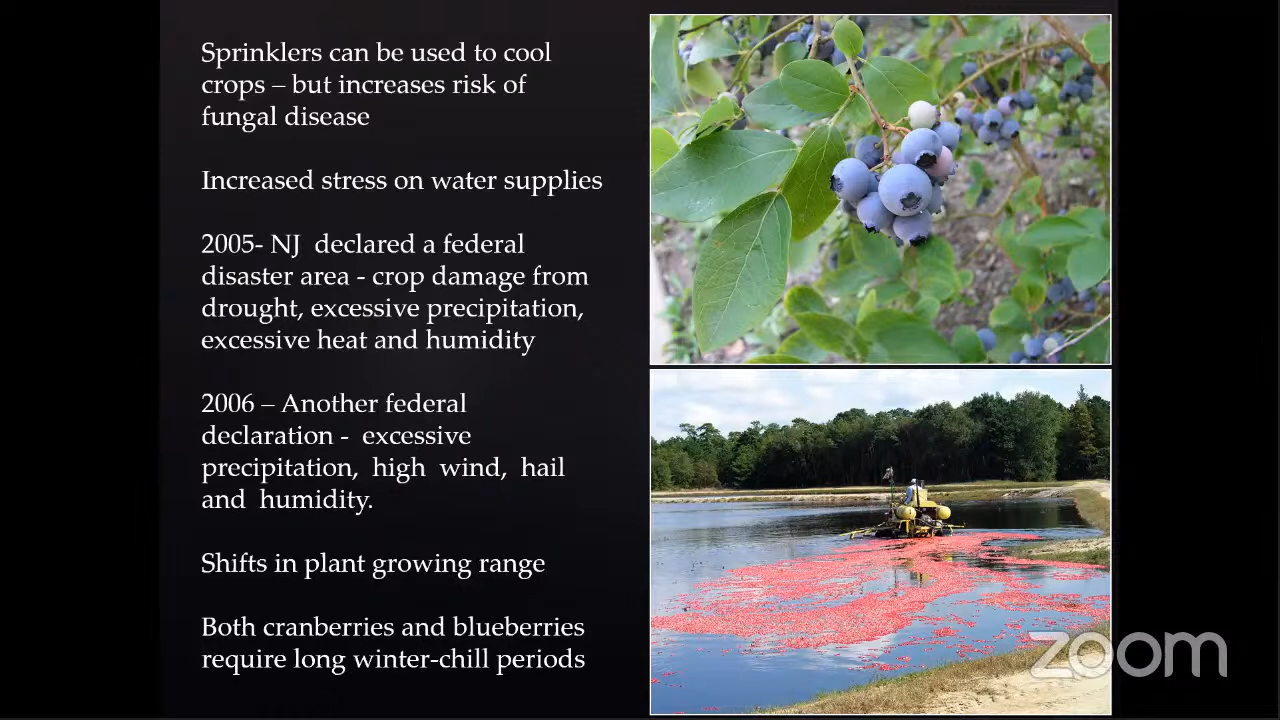 Sprinklers can be used to cool
crops – but increases risk of
fungal disease
Increased stress on water supplies
2005- NJ declared a federal
disaster area - crop damage from
drought, excessive precipitation,
excessive heat and humidity
2006 – Another federal
declaration - excessive
precipitation, high wind, hail
and humidity.
Shifts in plant growing range
Both cranberries and blueberries
require long winter-chill periods
zoom